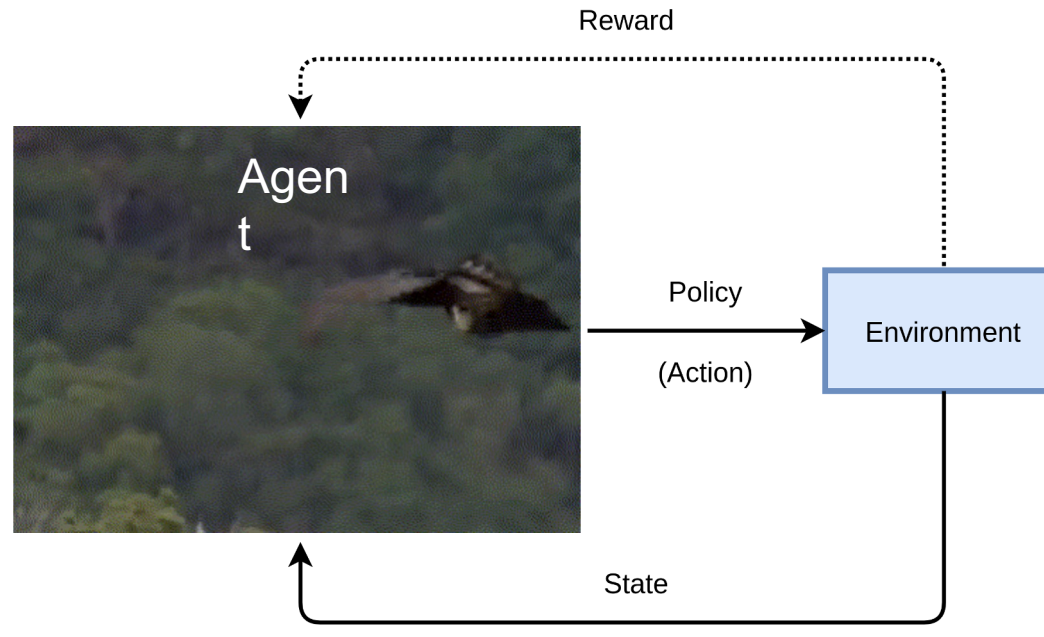 Reward
Agen
t
Policy
(Action)
Environment
State